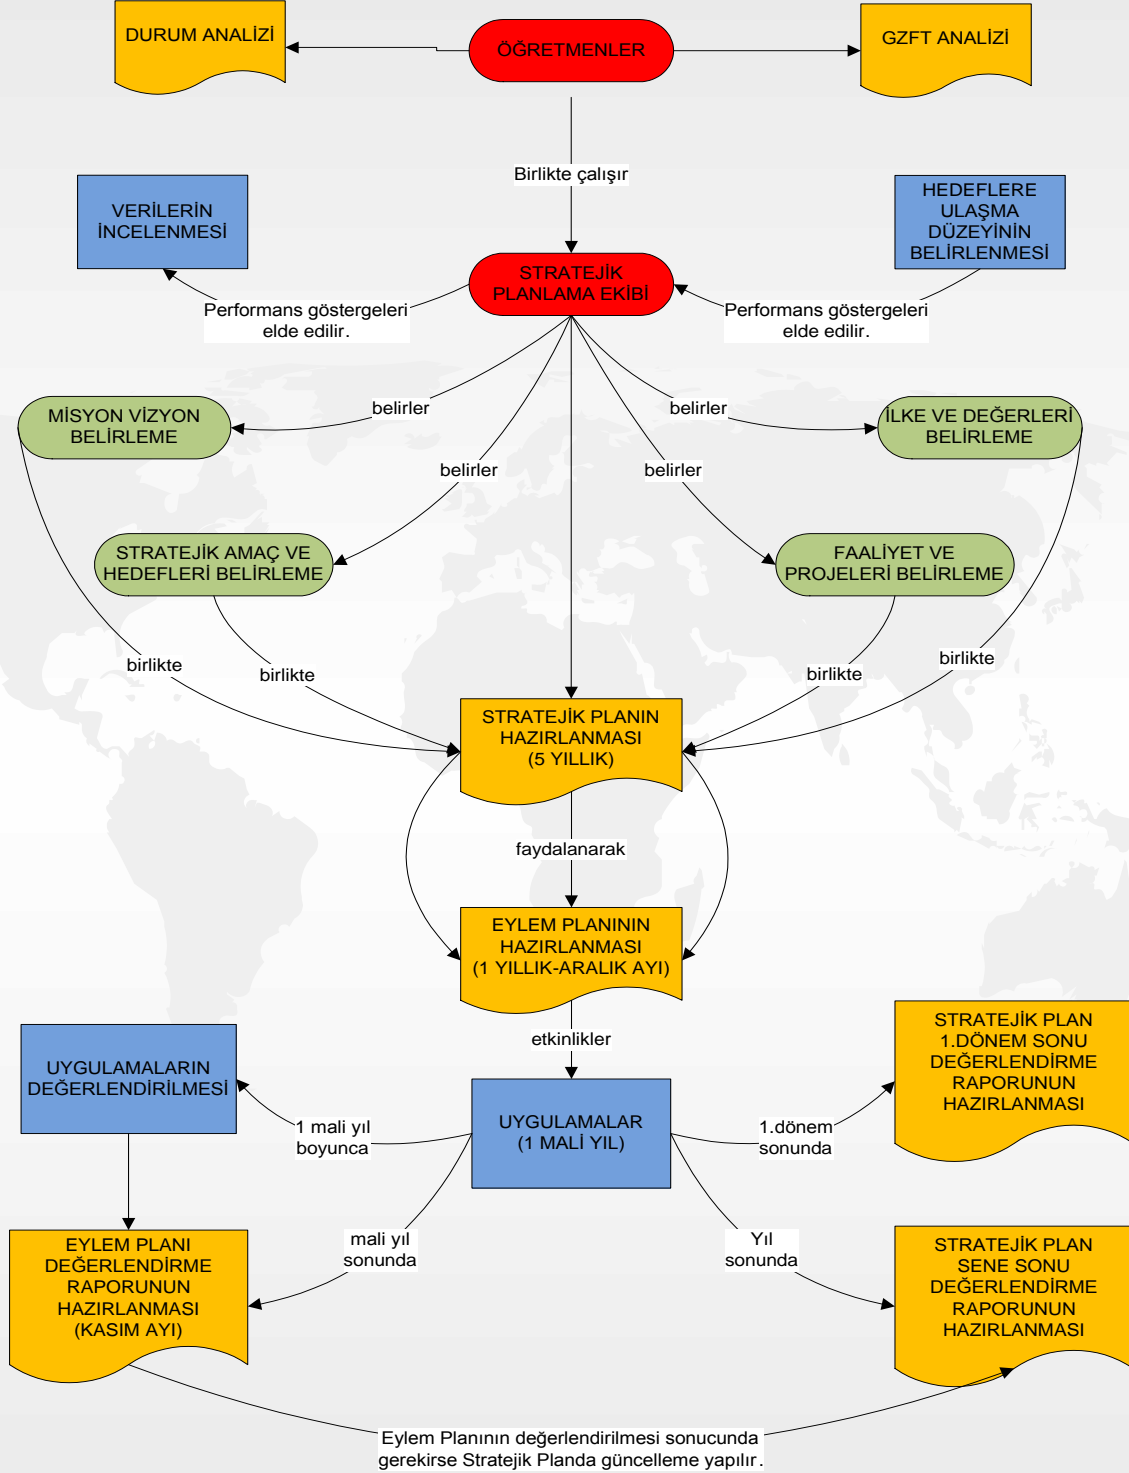 DURUM ANALİZİ
ÖĞRETMENLER
GZFT ANALİZİ
Birlikte çalışır
VERİLERİN
İNCELENMESİ
HEDEFLERE
ULAŞMA
DÜZEYİNİN
BELİRLENMESİ
STRATEJİK
PLANLAMA EKİBİ
Performans göstergeleri
elde edilir.
Performans göstergeleri
elde edilir.
MİSYON VİZYON
BELİRLEME
belirler
belirler
İLKE VE DEĞERLERİ
BELİRLEME
belirler
belirler
STRATEJİK AMAÇ VE
HEDEFLERİ BELİRLEME
FAALİYET VE
PROJELERİ BELİRLEME
birlikte
birlikte
birlikte
birlikte
STRATEJİK PLANIN
HAZIRLANMASI
(5 YILLIK)
faydalanarak
EYLEM PLANININ
HAZIRLANMASI
(1 YILLIK-ARALIK AYI)
etkinlikler
UYGULAMALARIN
DEĞERLENDİRİLMESİ
1 mali yıl
boyunca
UYGULAMALAR
(1 MALİ YIL)
1.dönem
sonunda
STRATEJİK PLAN
1.DÖNEM SONU
DEĞERLENDİRME
RAPORUNUN
HAZIRLANMASI
EYLEM PLANI
DEĞERLENDİRME
RAPORUNUN
HAZIRLANMASI
(KASIM AYI)
mali yıl
sonunda
Yıl
sonunda
STRATEJİK PLAN
SENE SONU
DEĞERLENDİRME
RAPORUNUN
HAZIRLANMASI
Eylem Planının değerlendirilmesi sonucunda
gerekirse Stratejik Planda güncelleme yapılır.